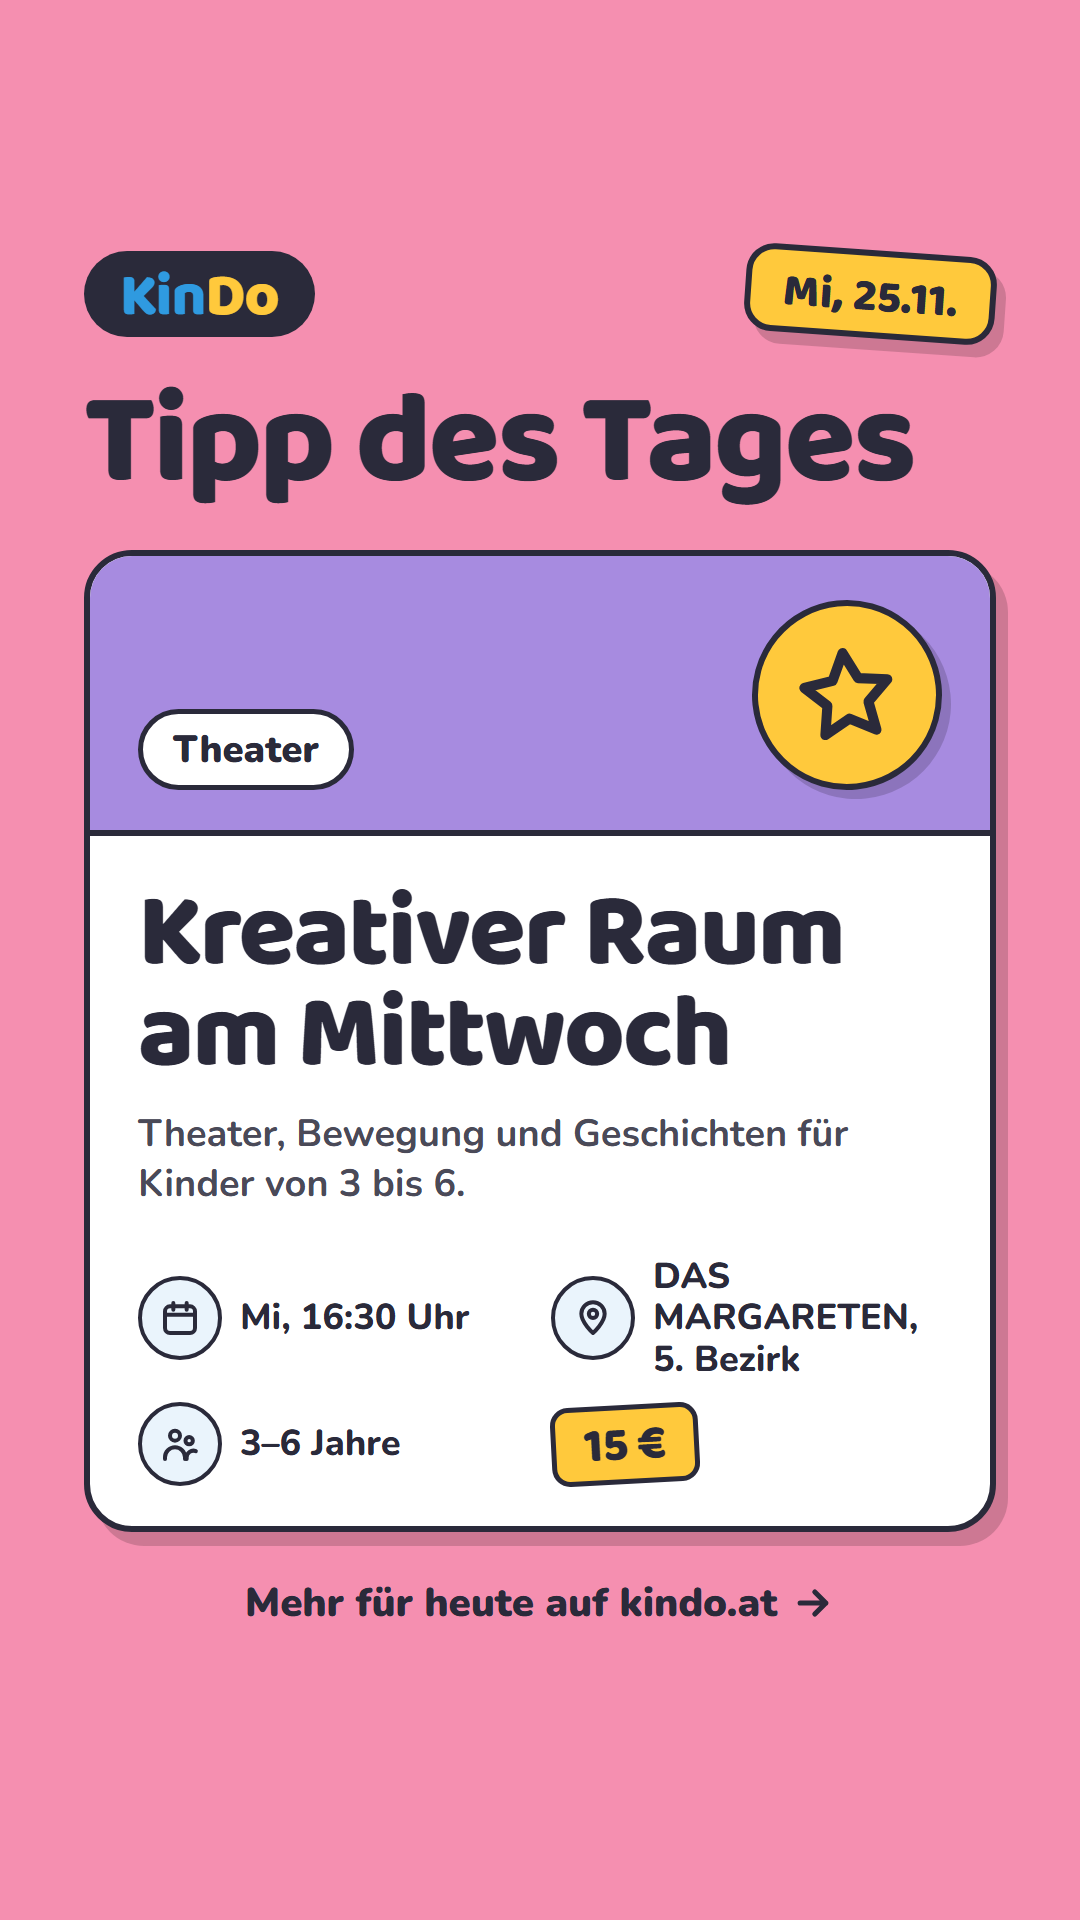 KinDo
Mi, 25.11.
Tipp des Tages
Theater
Kreativer Raum
am Mittwoch
Theater, Bewegung und Geschichten für
Kinder von 3 bis 6.
Mi, 16:30 Uhr
DAS
MARGARETEN,
5. Bezirk
3–6 Jahre
15 €
Mehr für heute auf kindo.at →